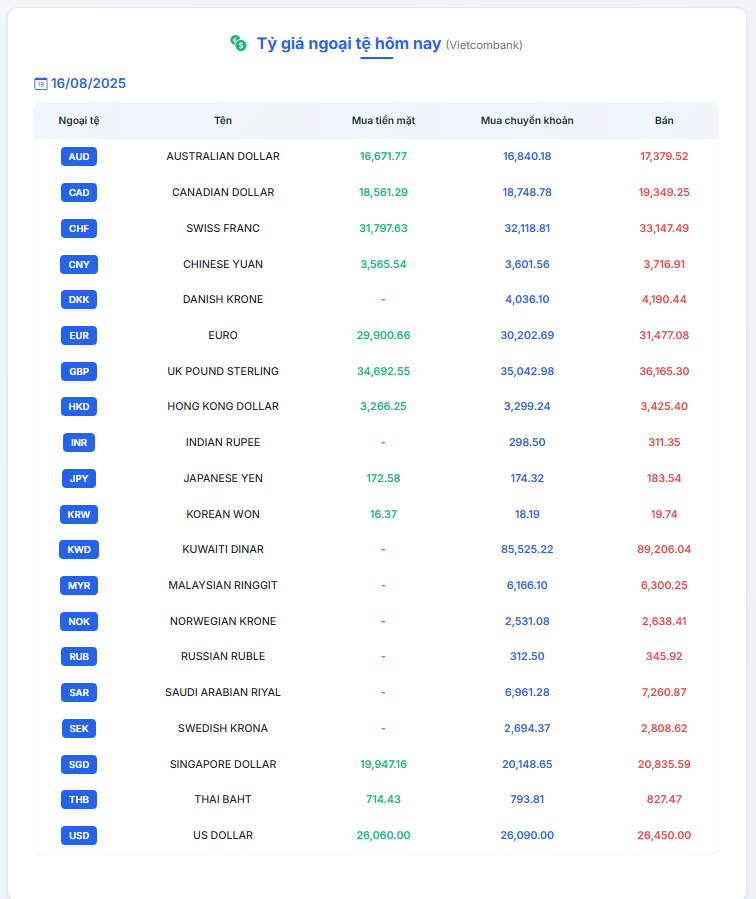 Tỷ giá ngoại tệ hôm nay (Vietcombank)
16/08/2025
Ngoại tệ Tên Mua tiền mặt Mua chuyển khoản Bán
AUD AUSTRALIAN DOLLAR 16,671.77 16,840.18 17,379.52
CAD CANADIAN DOLLAR 18,561.29 18,748.78 19,349.25
CHF SWISS FRANC 31,797.63 32,118.81 33,147.49
CNY CHINESE YUAN 3,565.54 3,601.56 3,716.91
DKK DANISH KRONE - 4,036.10 4,190.44
EUR EURO 29,900.66 30,202.69 31,477.08
GBP UK POUND STERLING 34,692.55 35,042.98 36,165.30
HKD HONG KONG DOLLAR 3,266.25 3,299.24 3,425.40
INR INDIAN RUPEE - 298.50 311.35
JPY JAPANESE YEN 172.58 174.32 183.54
KRW KOREAN WON 16.37 18.19 19.74
KWD KUWAITI DINAR - 85,525.22 89,206.04
MYR MALAYSIAN RINGGIT - 6,166.10 6,300.25
NOK NORWEGIAN KRONE - 2,531.08 2,638.41
RUB RUSSIAN RUBLE - 312.50 345.92
SAR SAUDI ARABIAN RIYAL - 6,961.28 7,260.87
SEK SWEDISH KRONA - 2,694.37 2,808.62
SGD SINGAPORE DOLLAR 19,947.16 20,148.65 20,835.59
THB THAI BAHT 714.43 793.81 827.47
USD US DOLLAR 26,060.00 26,090.00 26,450.00